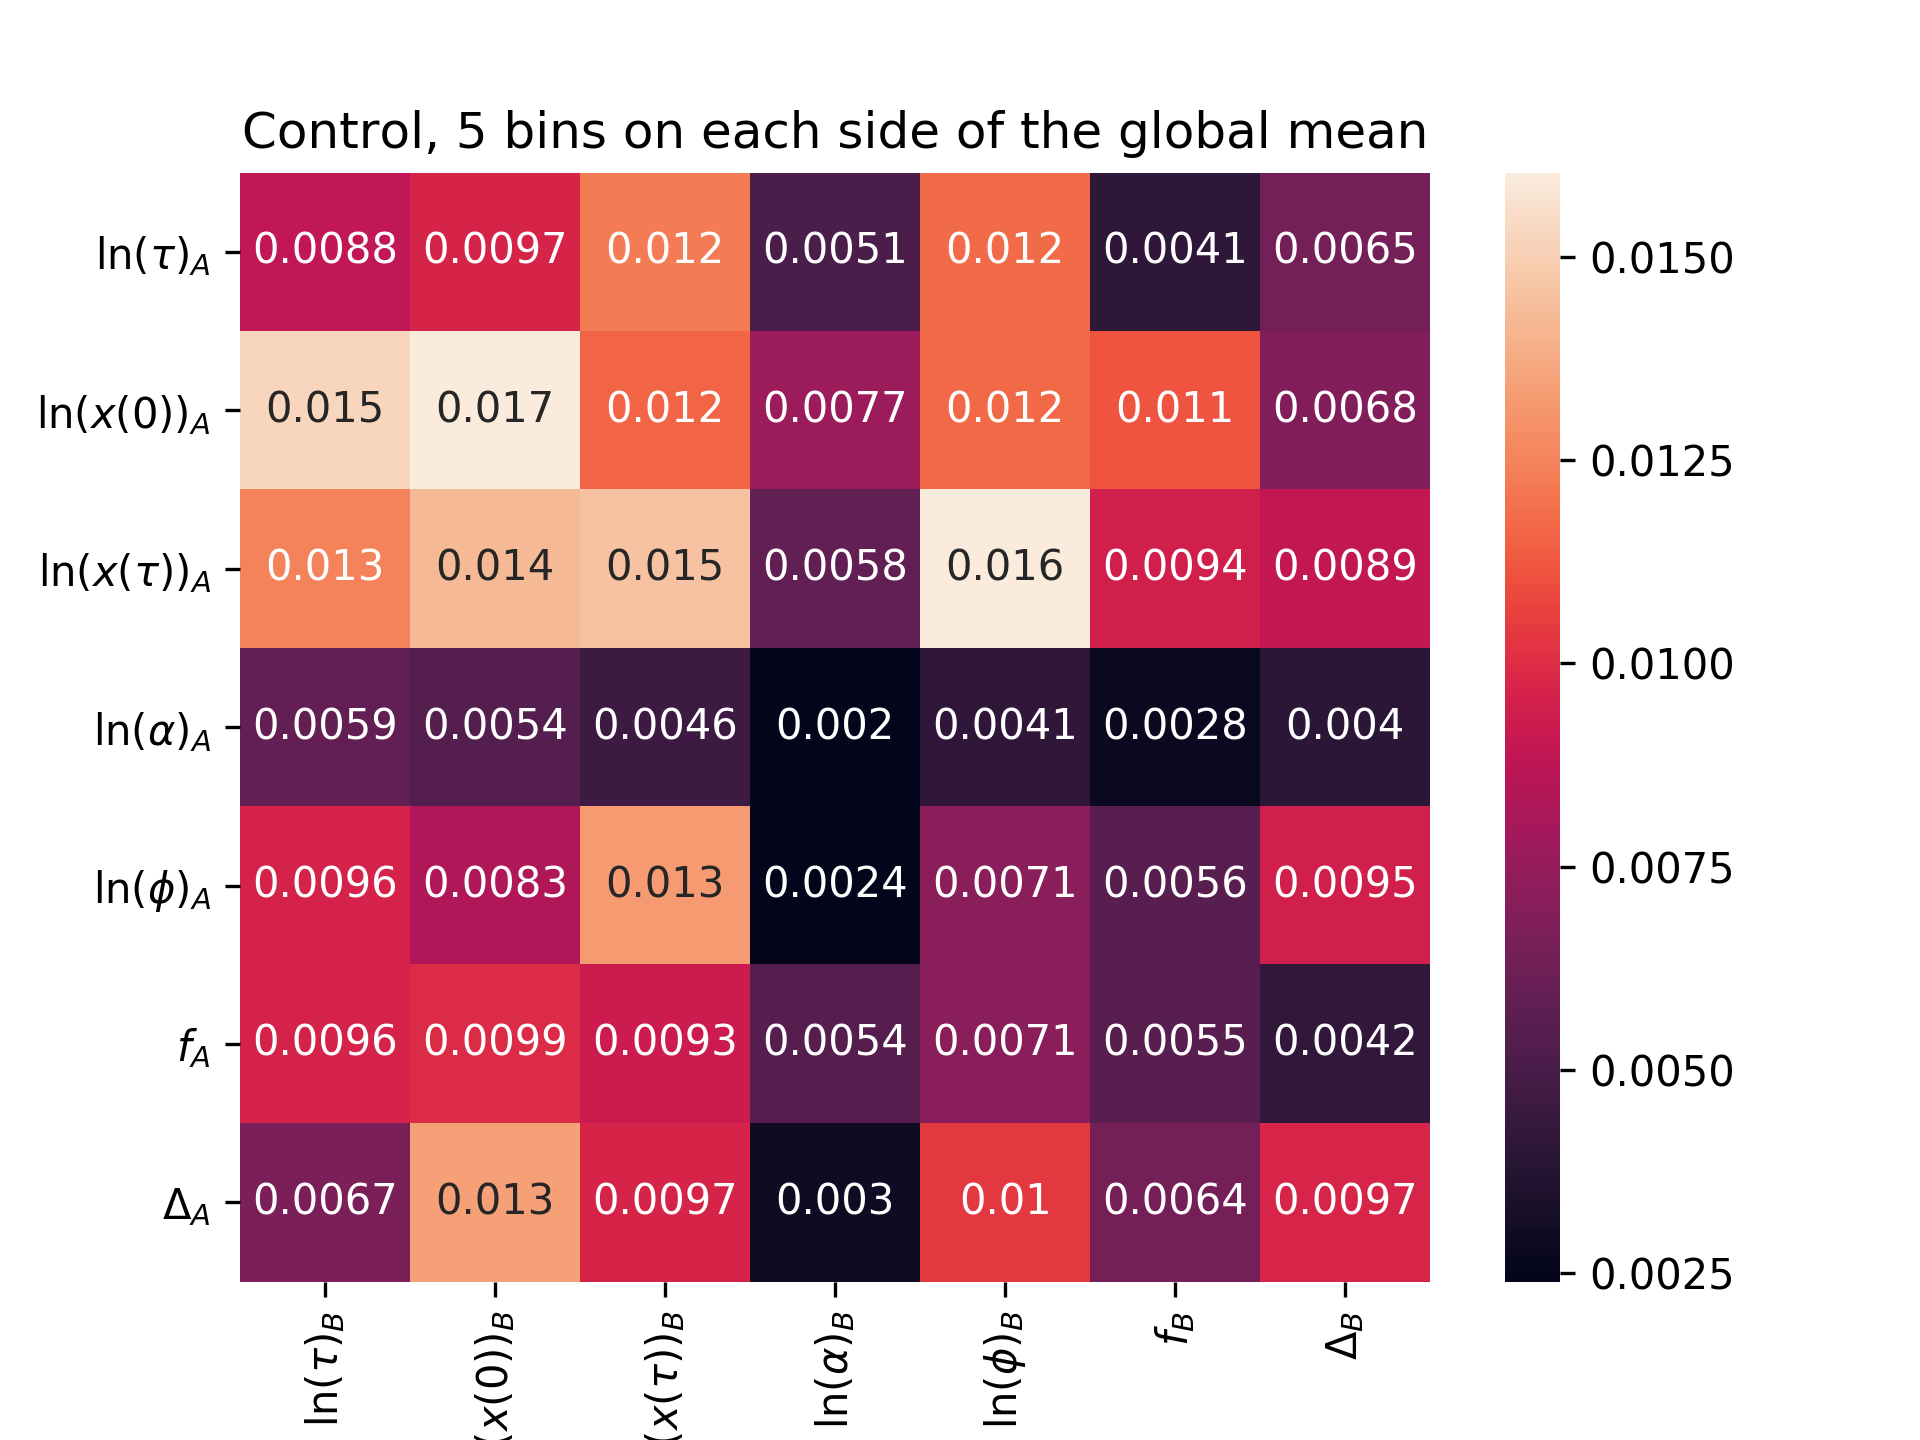 Control, 5 bins on each side of the global mean
ln(τ)A 0.0088 0.0097 0.012 0.0051 0.012 0.0041 0.0065
ln(x(0))A 0.015 0.017 0.012 0.0077 0.012 0.011 0.0068
ln(x(τ))A 0.013 0.014 0.015 0.0058 0.016 0.0094 0.0089
ln(α)A 0.0059 0.0054 0.0046 0.002 0.0041 0.0028 0.004
ln(ϕ)A 0.0096 0.0083 0.013 0.0024 0.0071 0.0056 0.0095
fA 0.0096 0.0099 0.0093 0.0054 0.0071 0.0055 0.0042
ΔA 0.0067 0.013 0.0097 0.003 0.01 0.0064 0.0097
ln(τ)B
(x(0))B
(x(τ))B
ln(α)B
ln(ϕ)B
fB
ΔB
0.0150
0.0125
0.0100
0.0075
0.0050
0.0025